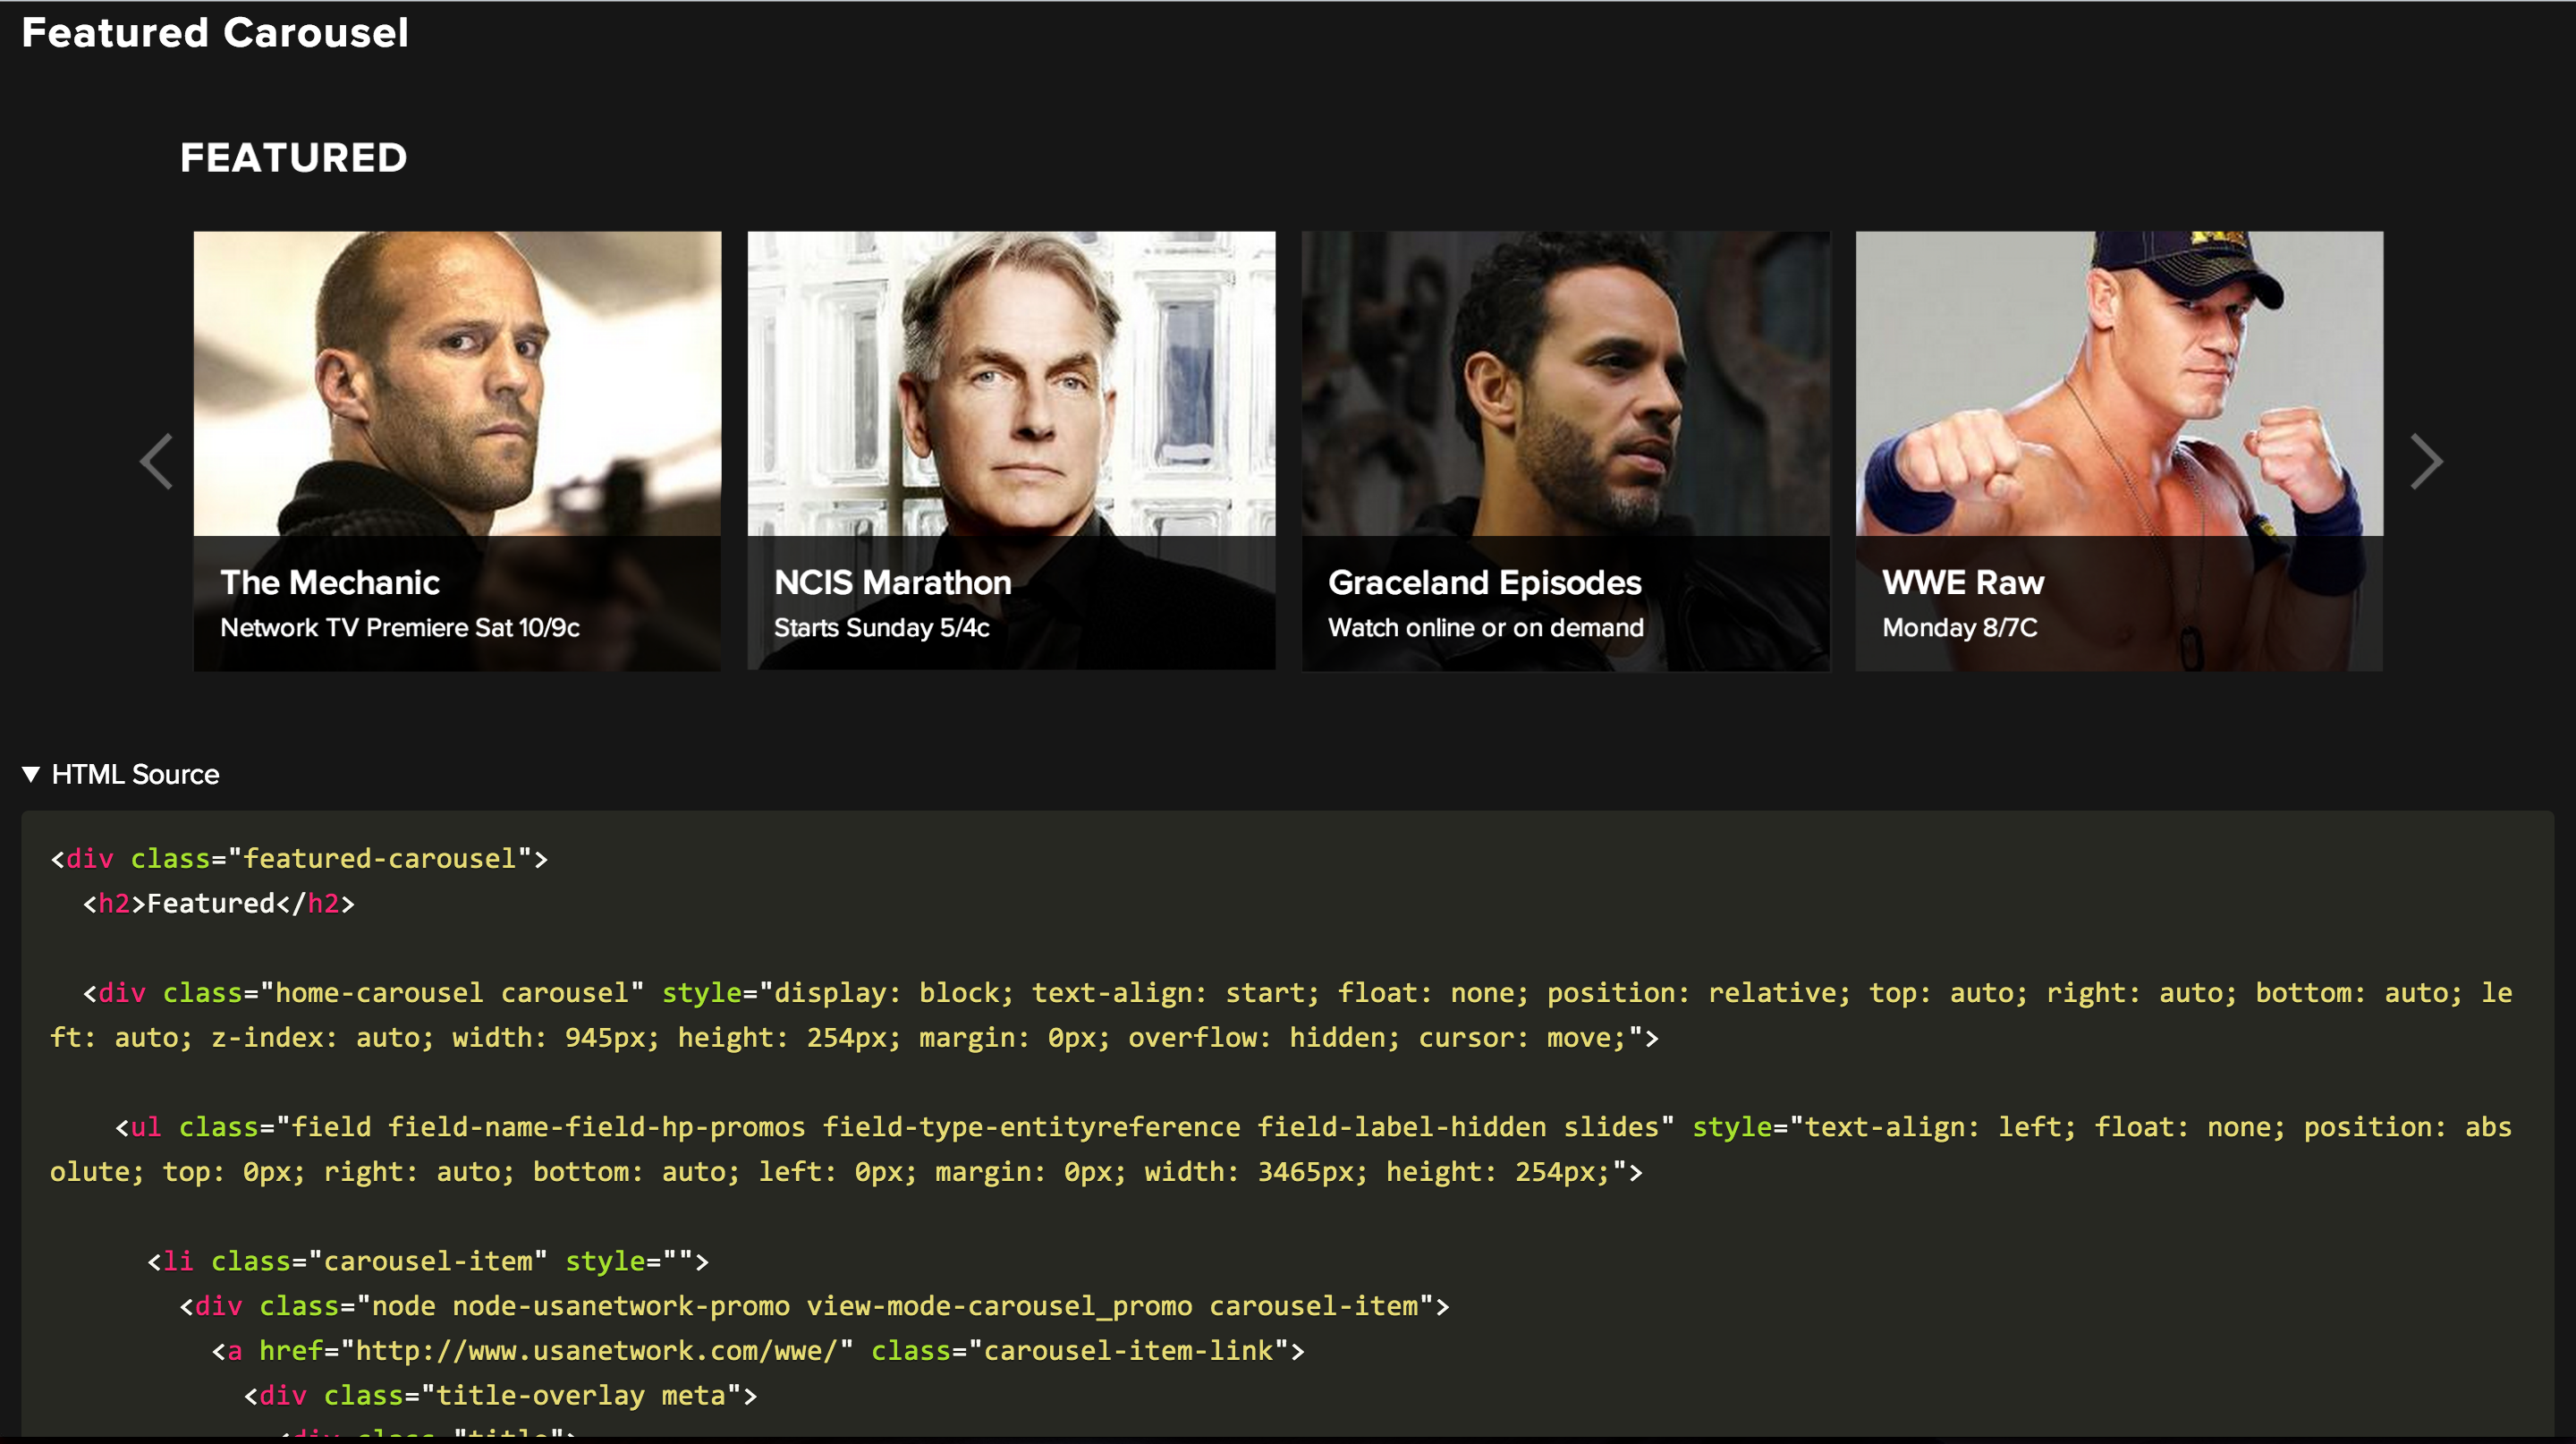 Featured Carousel
FEATURED
The Mechanic
Network TV Premiere Sat 10/9c
NCIS Marathon
Starts Sunday 5/4c
Graceland Episodes
Watch online or on demand
WWE Raw
Monday 8/7C
▼ HTML Source
<div class="featured-carousel">
  <h2>Featured</h2>
  <div class="home-carousel carousel" style="display: block; text-align: start; float: none; position: relative; top: auto; right: auto; bottom: auto; le
ft: auto; z-index: auto; width: 945px; height: 254px; margin: 0px; overflow: hidden; cursor: move;">
    <ul class="field field-name-field-hp-promos field-type-entityreference field-label-hidden slides" style="text-align: left; float: none; position: abs
olute; top: 0px; right: auto; bottom: auto; left: 0px; margin: 0px; width: 3465px; height: 254px;">
      <li class="carousel-item" style="">
        <div class="node node-usanetwork-promo view-mode-carousel_promo carousel-item">
          <a href="http://www.usanetwork.com/wwe/" class="carousel-item-link">
            <div class="title-overlay meta">
              <div class="title">